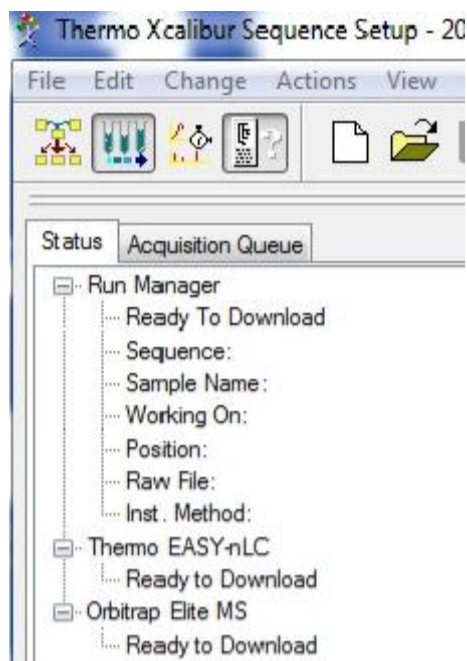 Thermo Xcalibur Sequence Setup - 20
File Edit Change Actions View
Status Acquisition Queue
Run Manager
Ready To Download
Sequence:
Sample Name:
Working On:
Position:
Raw File:
Inst. Method:
Thermo EASY-nLC
Ready to Download
Orbitrap Elite MS
Ready to Download